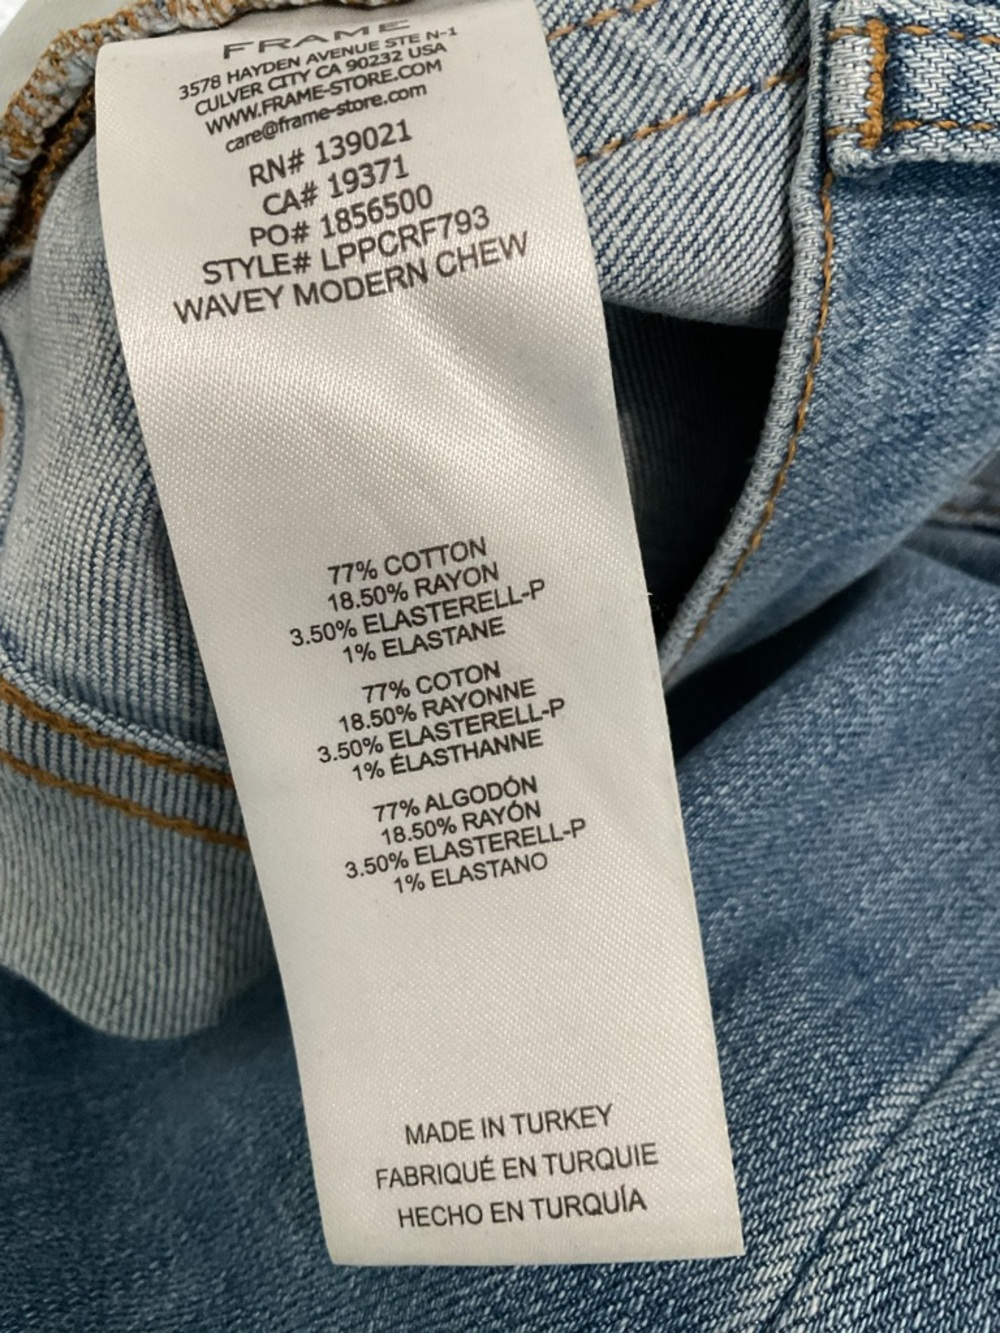 FRAME
3578 HAYDEN AVENUE STE N-1
CULVER CITY CA 90232 USA
WWW.FRAME-STORE.COM
care@frame-store.com
RN# 139021
CA# 19371
PO# 1856500
STYLE# LPPCRF793
WAVEY MODERN CHEW
77% COTTON
18.50% RAYON
3.50% ELASTERELL-P
1% ELASTANE
77% COTON
18.50% RAYONNE
3.50% ELASTERELL-P
1% ÉLASTHANNE
77% ALGODÓN
18.50% RAYÓN
3.50% ELASTERELL-P
1% ELASTANO
MADE IN TURKEY
FABRIQUÉ EN TURQUIE
HECHO EN TURQUÍA